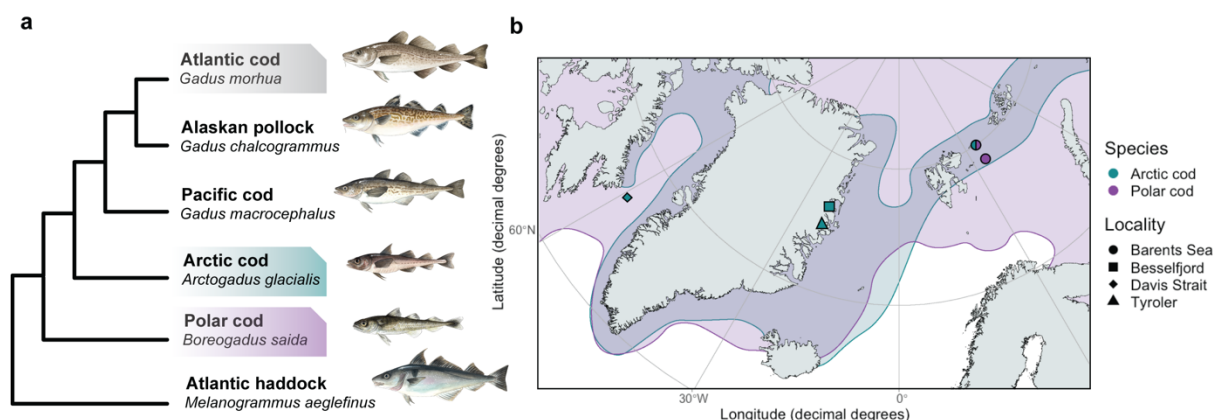 a
Atlantic cod
Gadus morhua
Alaskan pollock
Gadus chalcogrammus
Pacific cod
Gadus macrocephalus
Arctic cod
Arctogadus glacialis
Polar cod
Boreogadus saida
Atlantic haddock
Melanogrammus aeglefinus
b
Latitude (decimal degrees)
60°N
30°W
0°
Longitude (decimal degrees)
Species
Arctic cod
Polar cod
Locality
Barents Sea
Besselfjord
Davis Strait
Tyroler